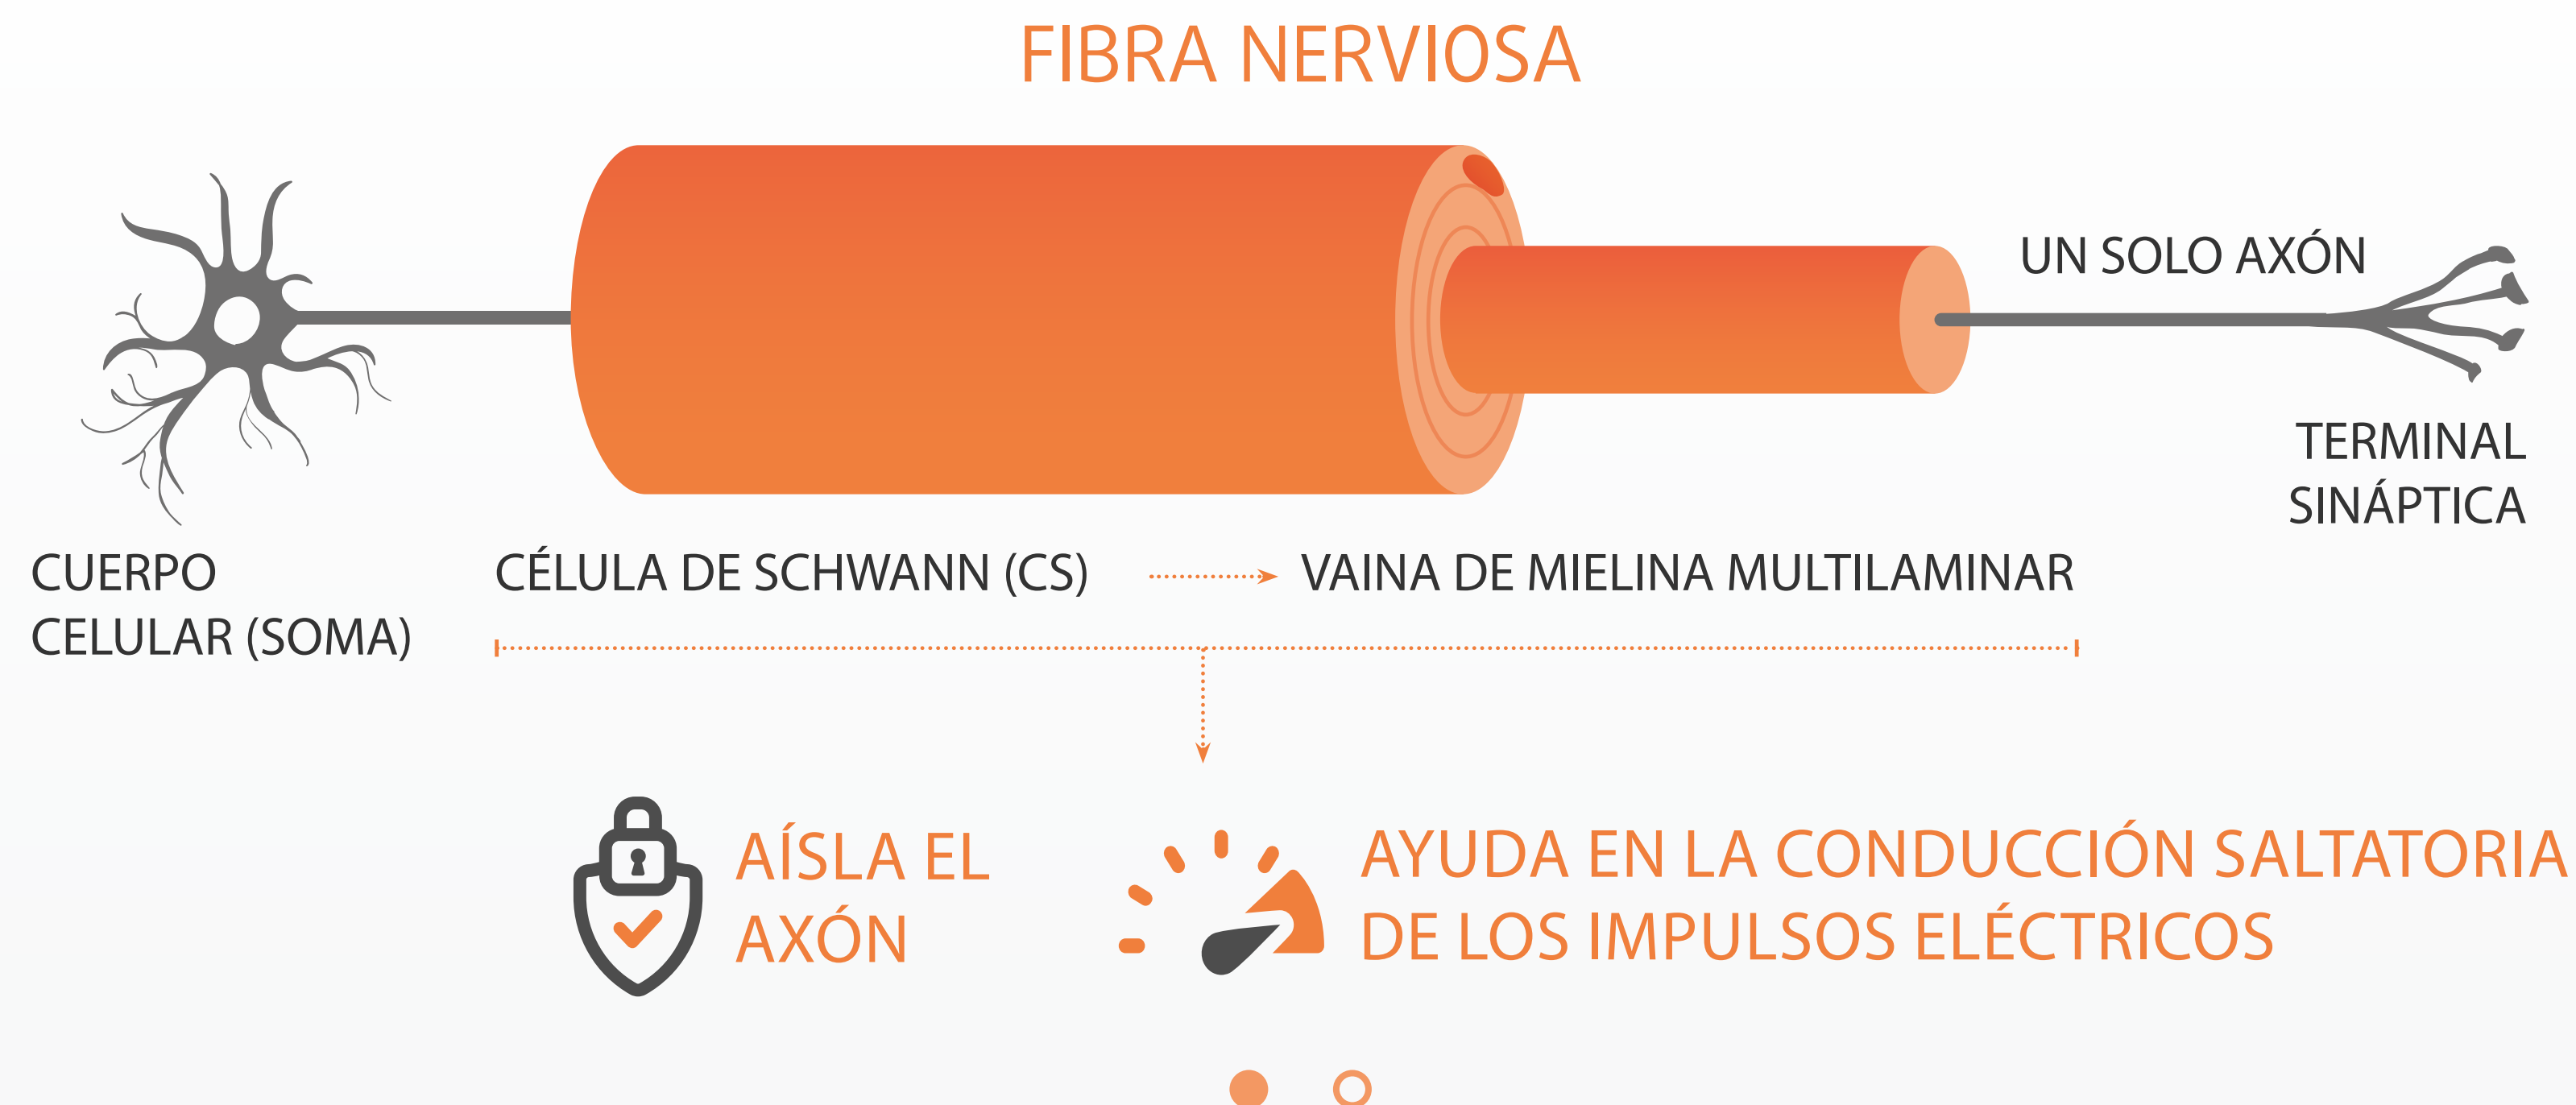 FIBRA NERVIOSA
UN SOLO AXÓN
TERMINAL
SINÁPTICA
CUERPO
CELULAR (SOMA)
CÉLULA DE SCHWANN (CS)
VAINA DE MIELINA MULTILAMINAR
AÍSLA EL
AXÓN
AYUDA EN LA CONDUCCIÓN SALTATORIA
DE LOS IMPULSOS ELÉCTRICOS